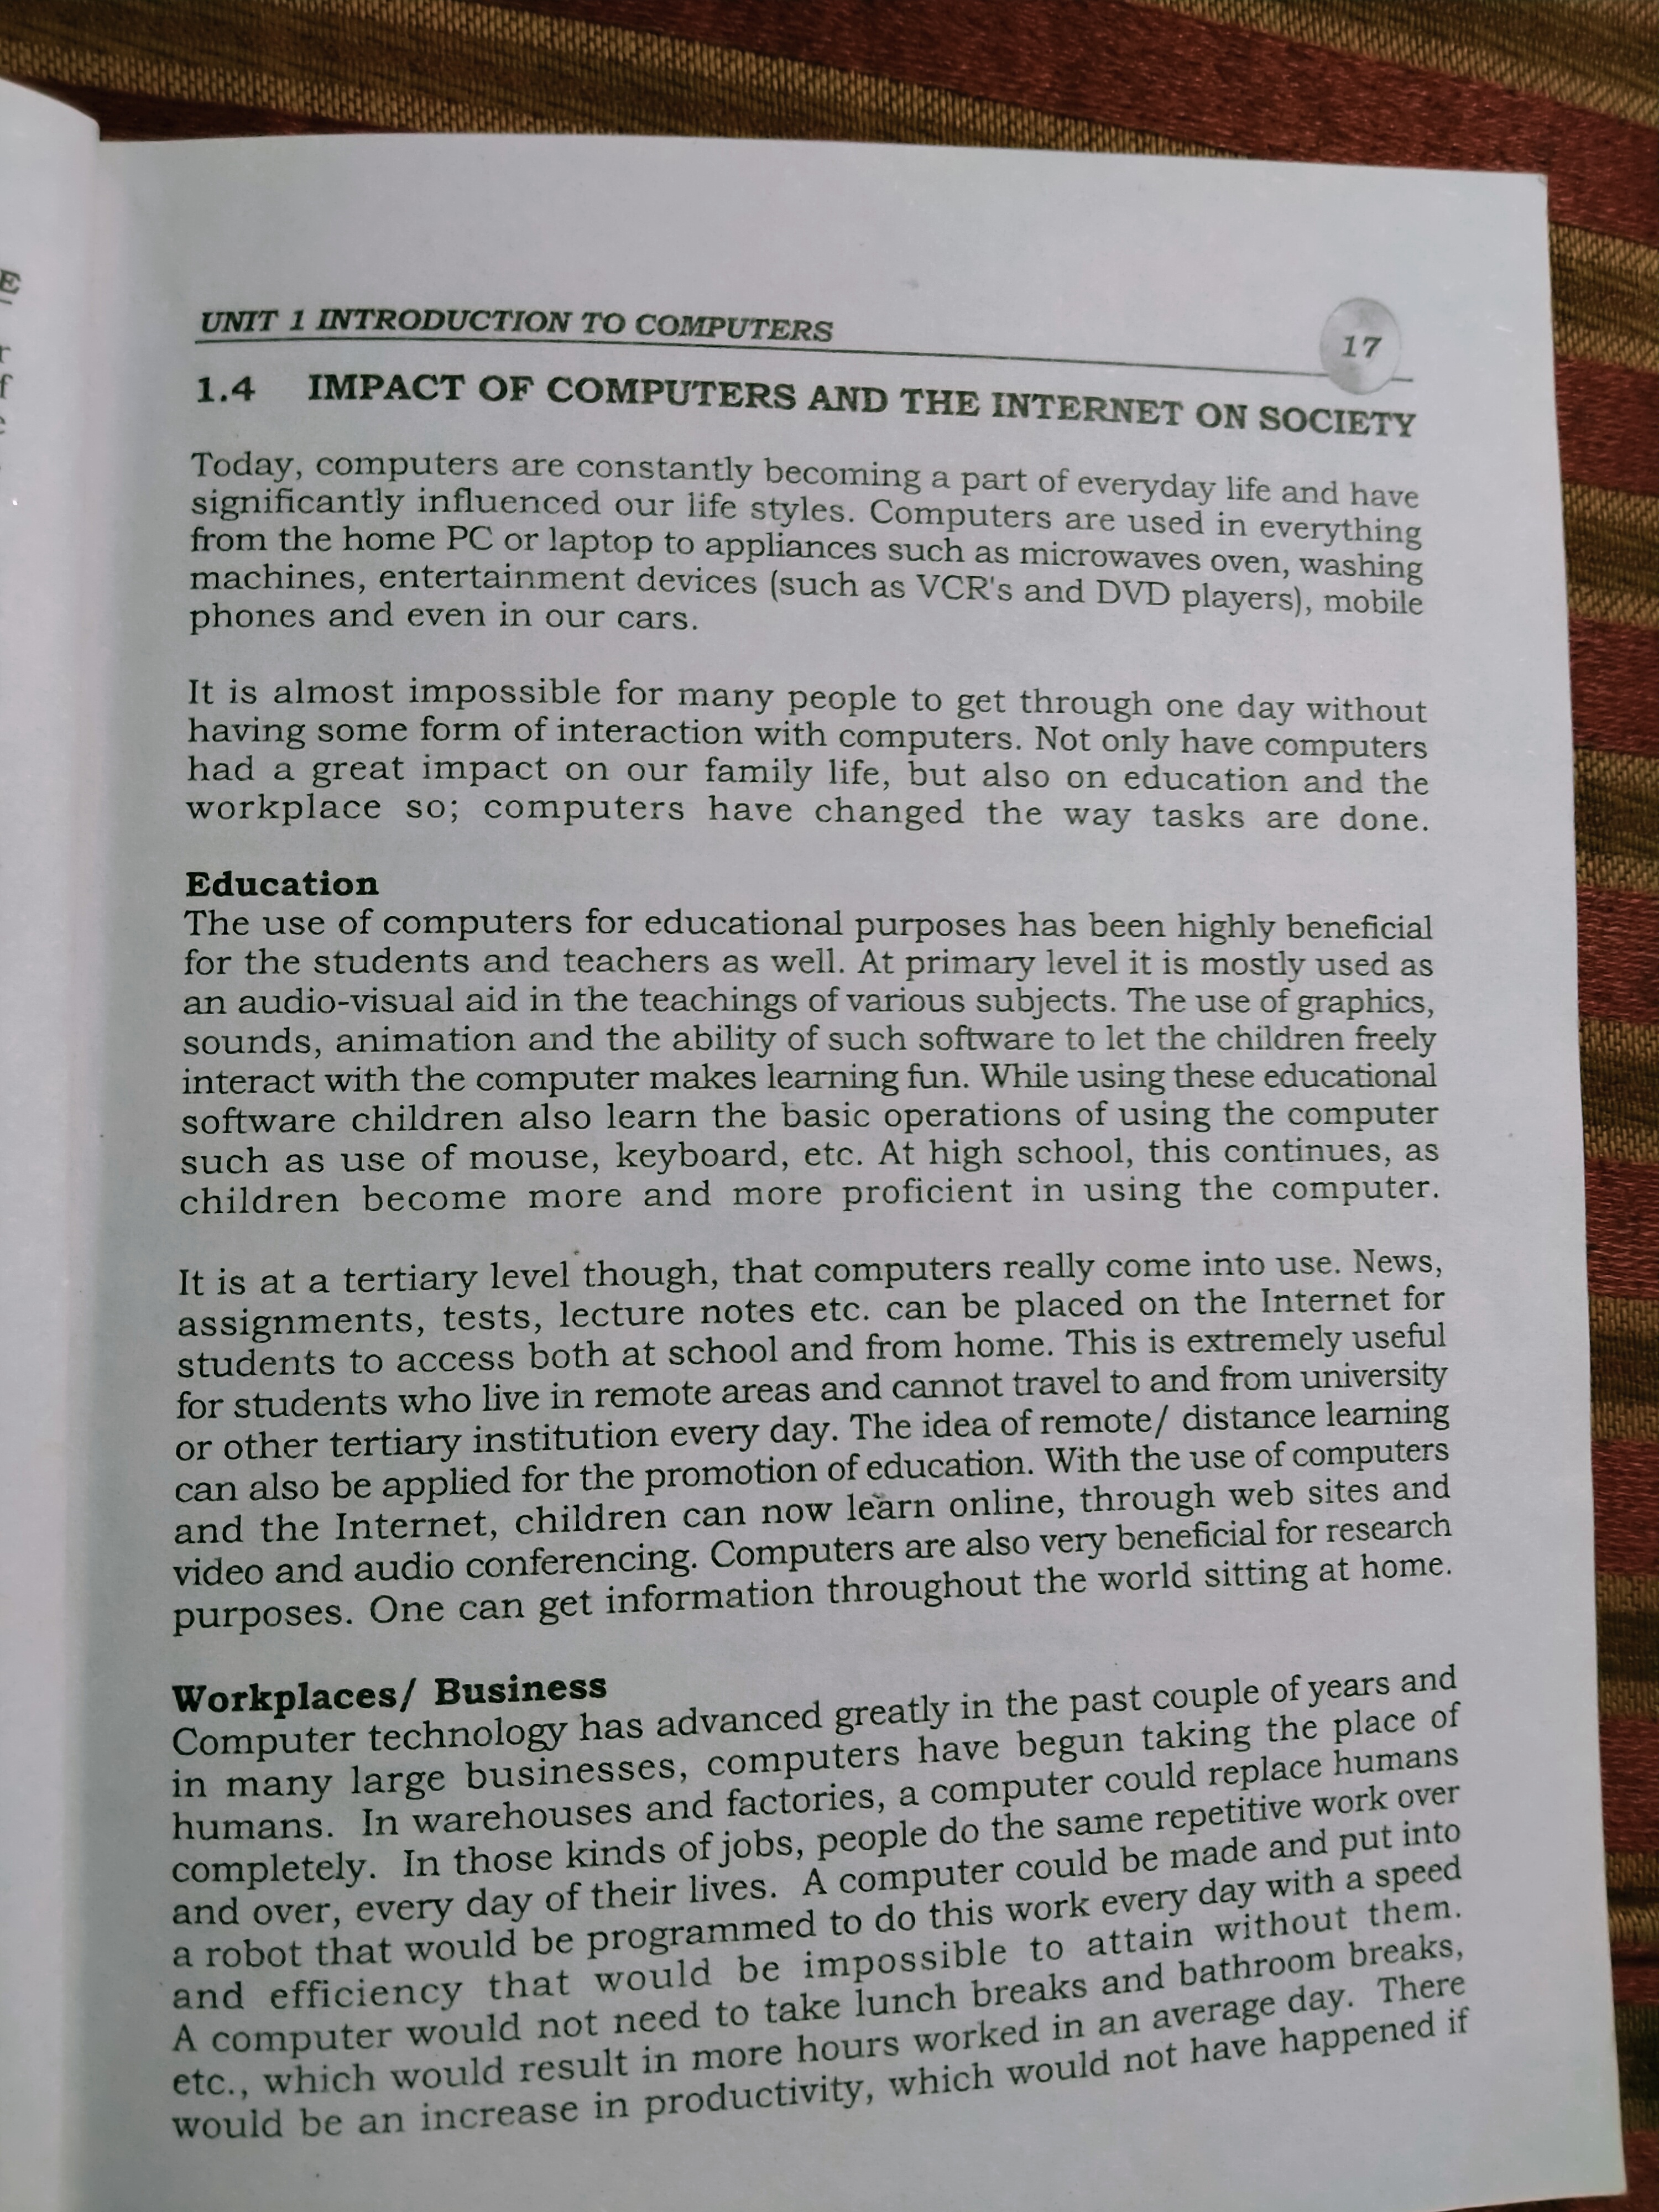 UNIT 1 INTRODUCTION TO COMPUTERS
17
1.4 IMPACT OF COMPUTERS AND THE INTERNET ON SOCIETY
Today, computers are constantly becoming a part of everyday life and have
significantly influenced our life styles. Computers are used in everything
from the home PC or laptop to appliances such as microwaves oven, washing
machines, entertainment devices (such as VCR's and DVD players), mobile
phones and even in our cars.
It is almost impossible for many people to get through one day without
having some form of interaction with computers. Not only have computers
had a great impact on our family life, but also on education and the
workplace so; computers have changed the way tasks are done.
Education
The use of computers for educational purposes has been highly beneficial
for the students and teachers as well. At primary level it is mostly used as
an audio-visual aid in the teachings of various subjects. The use of graphics,
sounds, animation and the ability of such software to let the children freely
interact with the computer makes learning fun. While using these educational
software children also learn the basic operations of using the computer
such as use of mouse, keyboard, etc. At high school, this continues, as
children become more and more proficient in using the computer.
It is at a tertiary level though, that computers really come into use. News,
assignments, tests, lecture notes etc. can be placed on the Internet for
students to access both at school and from home. This is extremely useful
for students who live in remote areas and cannot travel to and from university
or other tertiary institution every day. The idea of remote/ distance learning
can also be applied for the promotion of education. With the use of computers
and the Internet, children can now learn online, through web sites and
video and audio conferencing. Computers are also very beneficial for research
purposes. One can get information throughout the world sitting at home.
Workplaces/ Business
Computer technology has advanced greatly in the past couple of years and
in many large businesses, computers have begun taking the place of
humans. In warehouses and factories, a computer could replace humans
completely. In those kinds of jobs, people do the same repetitive work over
and over, every day of their lives. A computer could be made and put into
a robot that would be programmed to do this work every day with a speed
and efficiency that would be impossible to attain without them.
A computer would not need to take lunch breaks and bathroom breaks,
etc., which would result in more hours worked in an average day. There
would be an increase in productivity, which would not have happened if